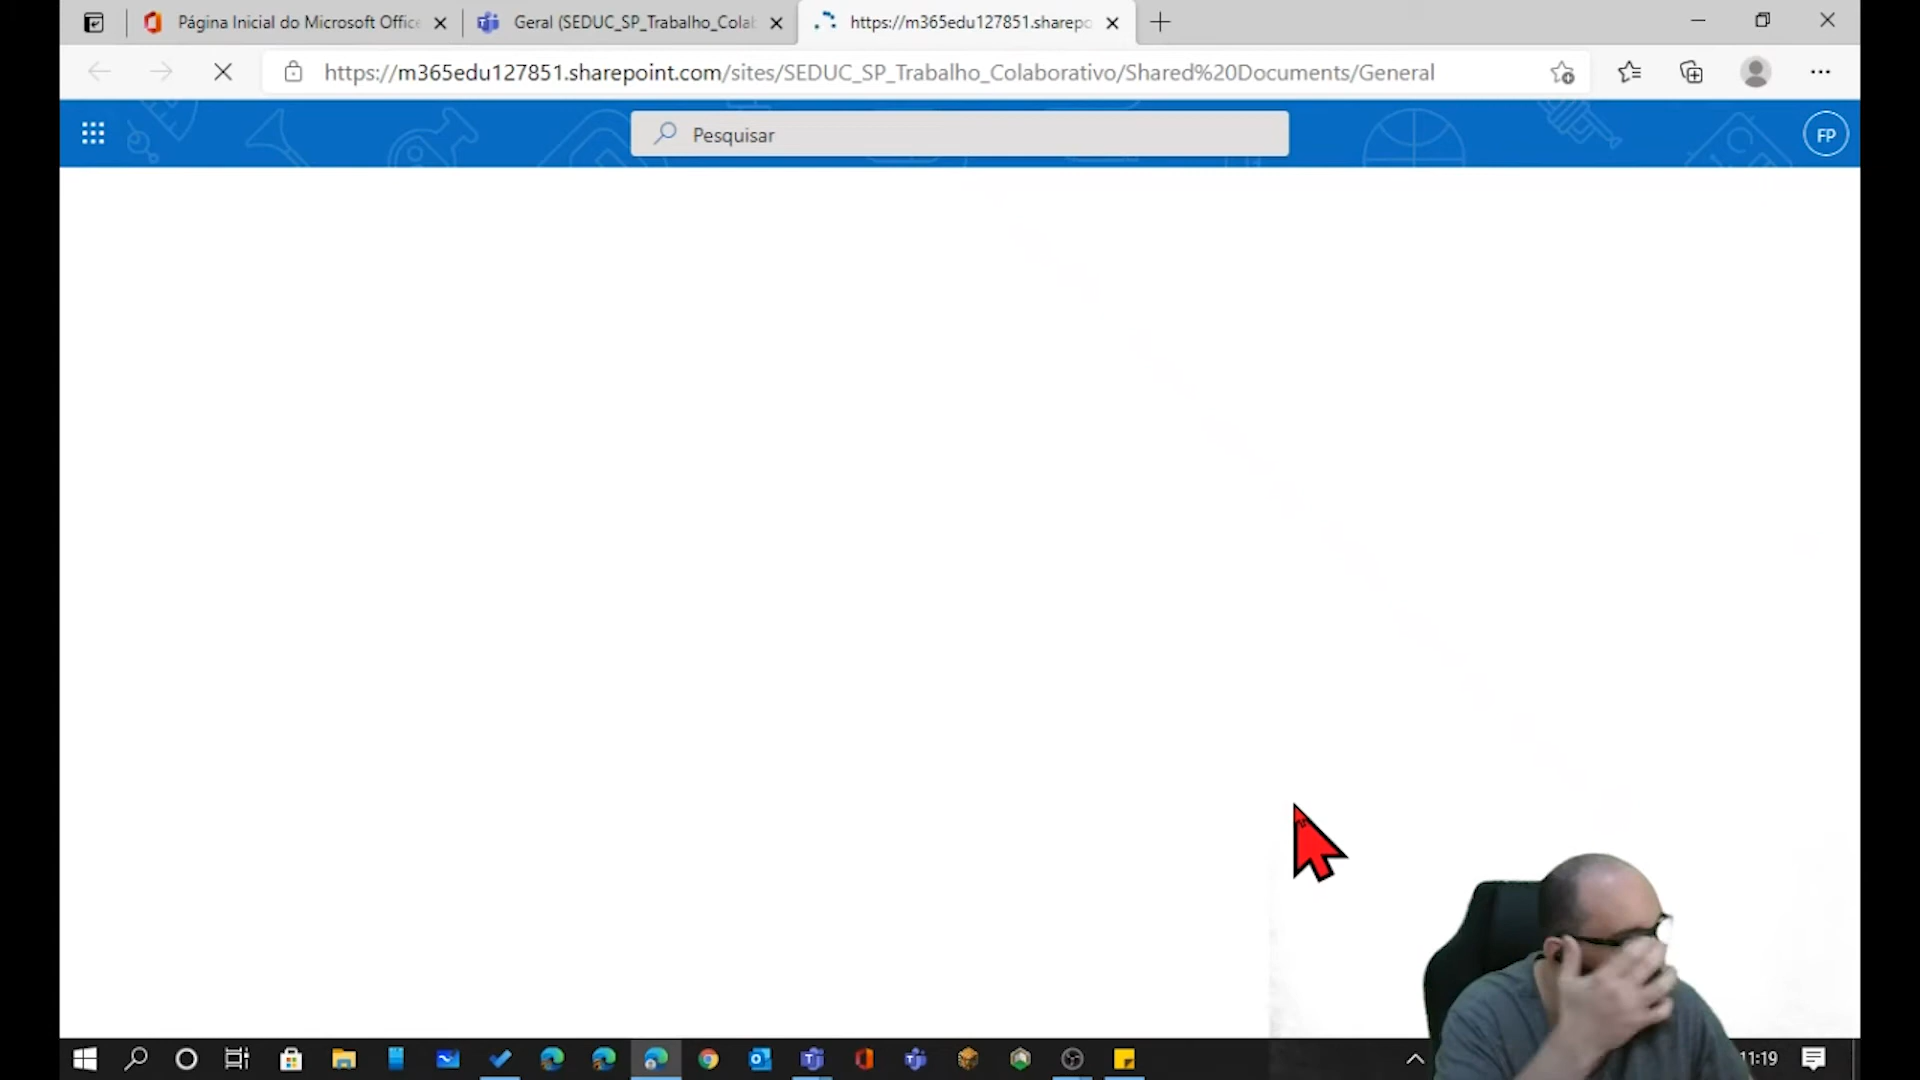 Página Inicial do Microsoft Office
Geral (SEDUC_SP_Trabalho_Colab
https://m365edu127851.sharepo
https://m365edu127851.sharepoint.com/sites/SEDUC_SP_Trabalho_Colaborativo/Shared%20Documents/General
Pesquisar
FP
11:19